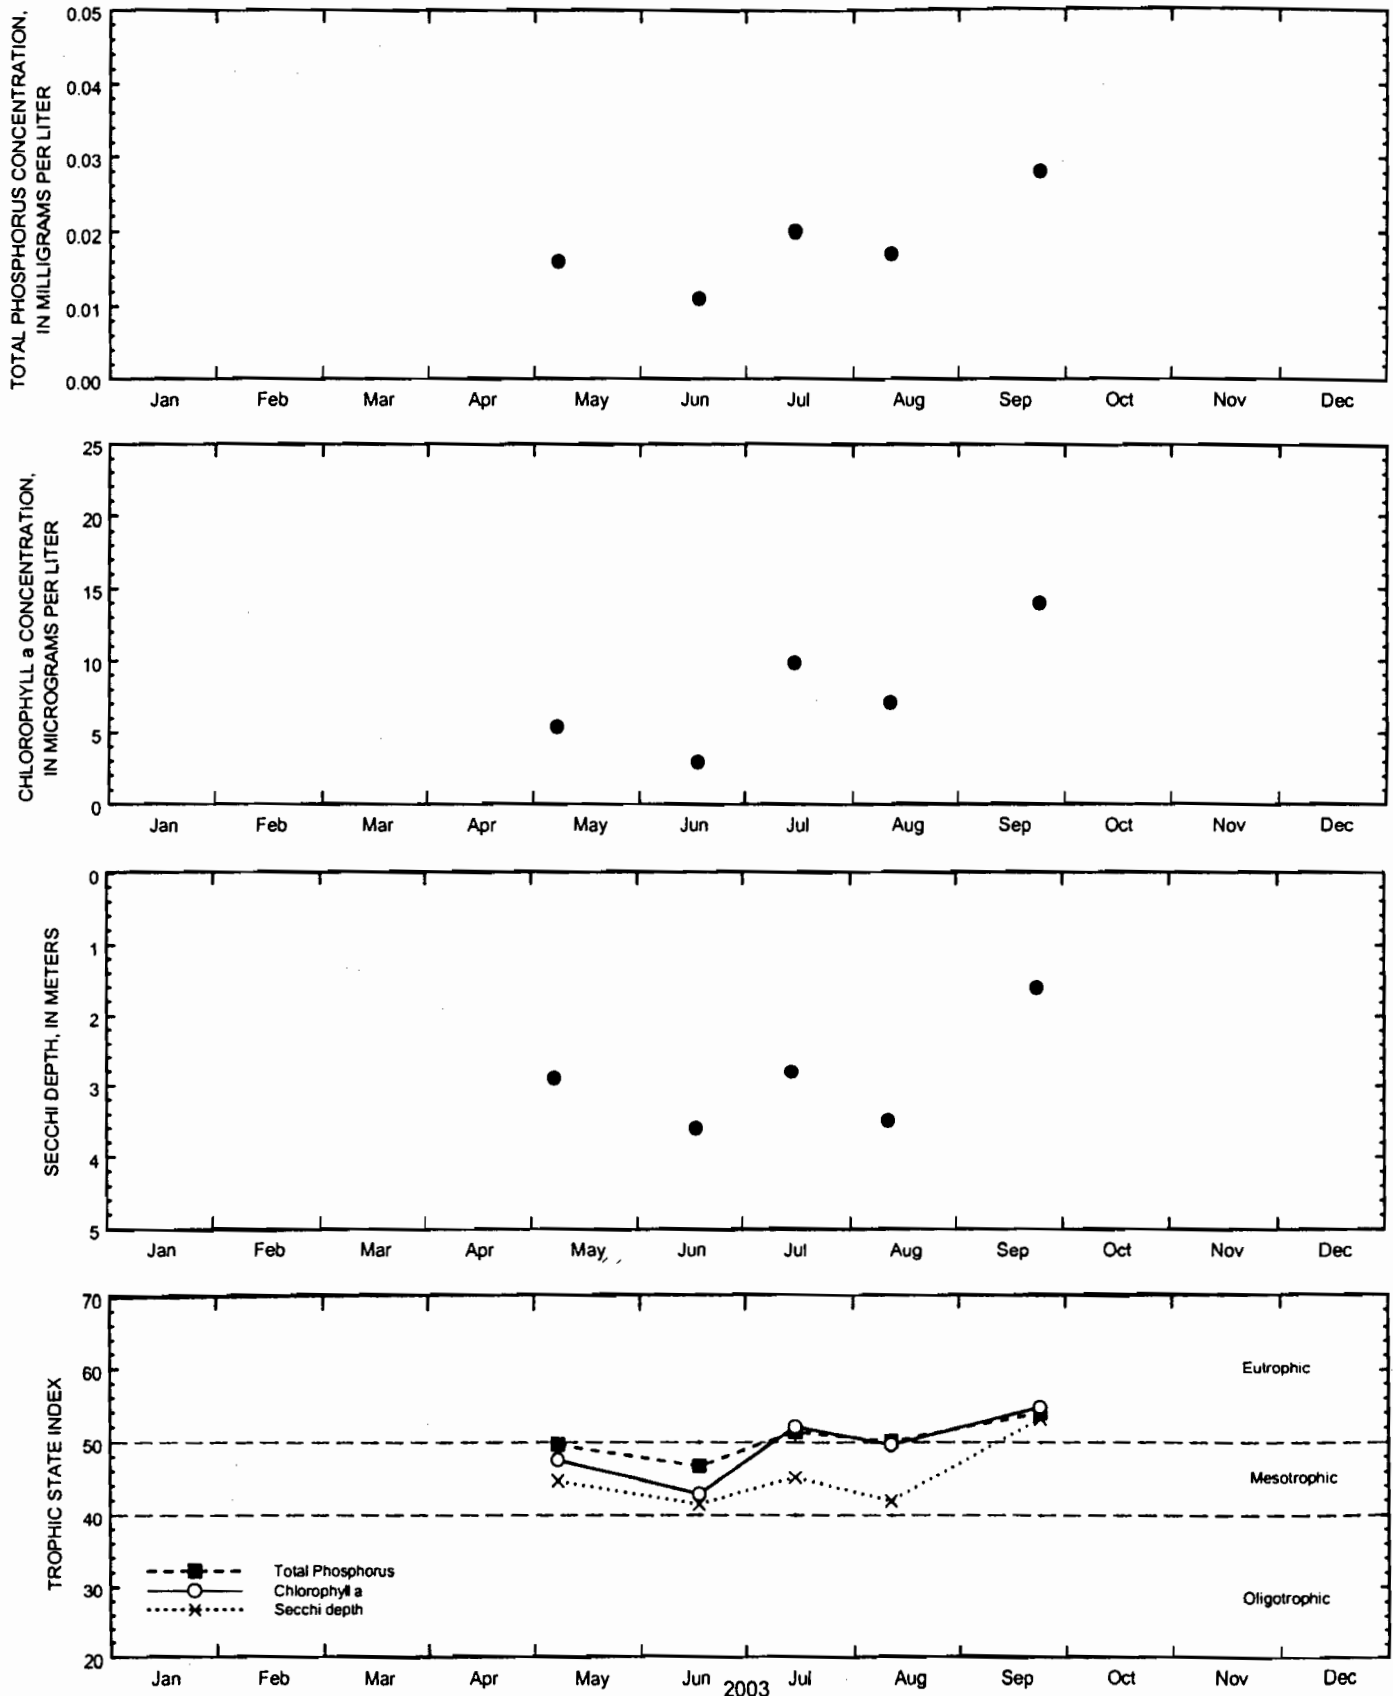 TOTAL PHOSPHORUS CONCENTRATION,
IN MILLIGRAMS PER LITER
0.05
0.04
0.03
0.02
0.01
0.00
Jan Feb Mar Apr May Jun Jul Aug Sep Oct Nov Dec
CHLOROPHYLL a CONCENTRATION,
IN MICROGRAMS PER LITER
25
20
15
10
5
0
Jan Feb Mar Apr May Jun Jul Aug Sep Oct Nov Dec
SECCHI DEPTH, IN METERS
0
1
2
3
4
5
Jan Feb Mar Apr May Jun Jul Aug Sep Oct Nov Dec
TROPHIC STATE INDEX
70
60
50
40
30
20
Eutrophic
Mesotrophic
Oligotrophic
Total Phosphorus
Chlorophyll a
Secchi depth
Jan Feb Mar Apr May Jun Jul Aug Sep Oct Nov Dec
2003